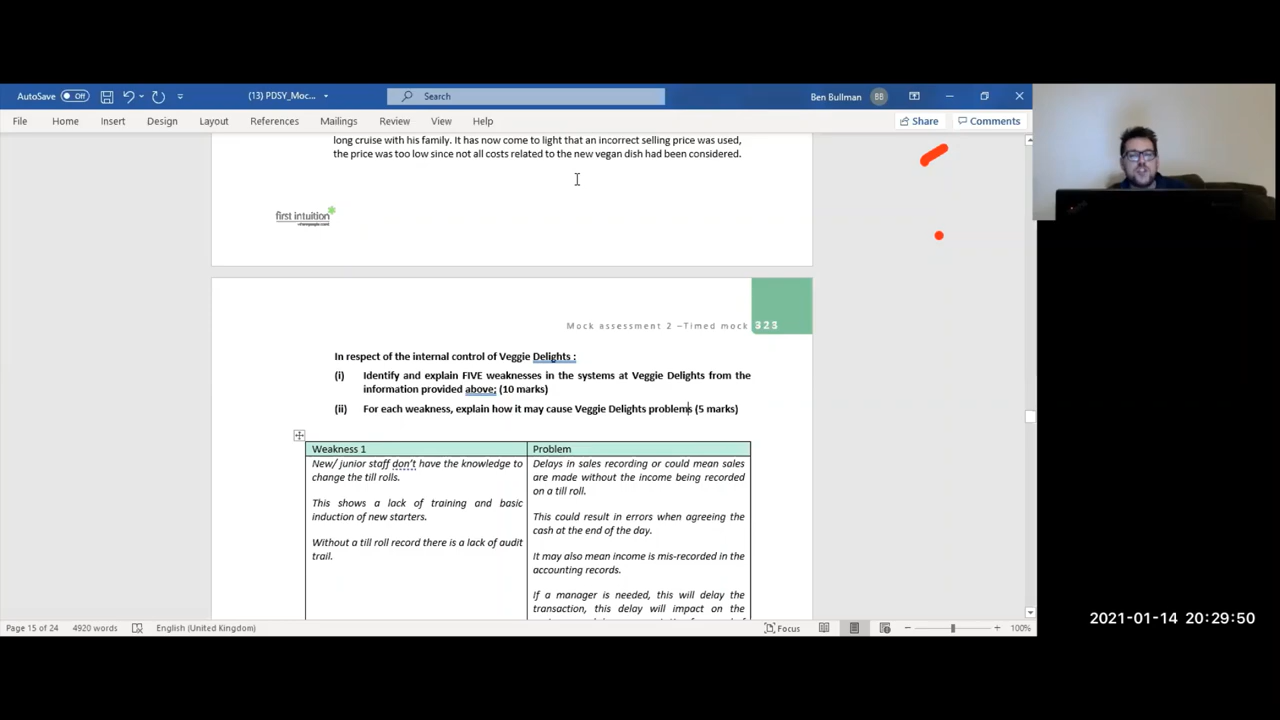 AutoSave Off (13) PDSY_Moc... Search Ben Bullman BB
File Home Insert Design Layout References Mailings Review View Help Share Comments
long cruise with his family. It has now come to light that an incorrect selling price was used,
the price was too low since not all costs related to the new vegan dish had been considered.
first intuition
Mock assessment 2 –Timed mock 323
In respect of the internal control of Veggie Delights :
(i) Identify and explain FIVE weaknesses in the systems at Veggie Delights from the
information provided above; (10 marks)
(ii) For each weakness, explain how it may cause Veggie Delights problems (5 marks)
Weakness 1
New/ junior staff don't have the knowledge to
change the till rolls.
This shows a lack of training and basic
induction of new starters.
Without a till roll record there is a lack of audit
trail.
Problem
Delays in sales recording or could mean sales
are made without the income being recorded
on a till roll.
This could result in errors when agreeing the
cash at the end of the day.
It may also mean income is mis-recorded in the
accounting records.
If a manager is needed, this will delay the
transaction, this delay will impact on the
Page 15 of 24 4920 words English (United Kingdom) Focus 100%
2021-01-14 20:29:50